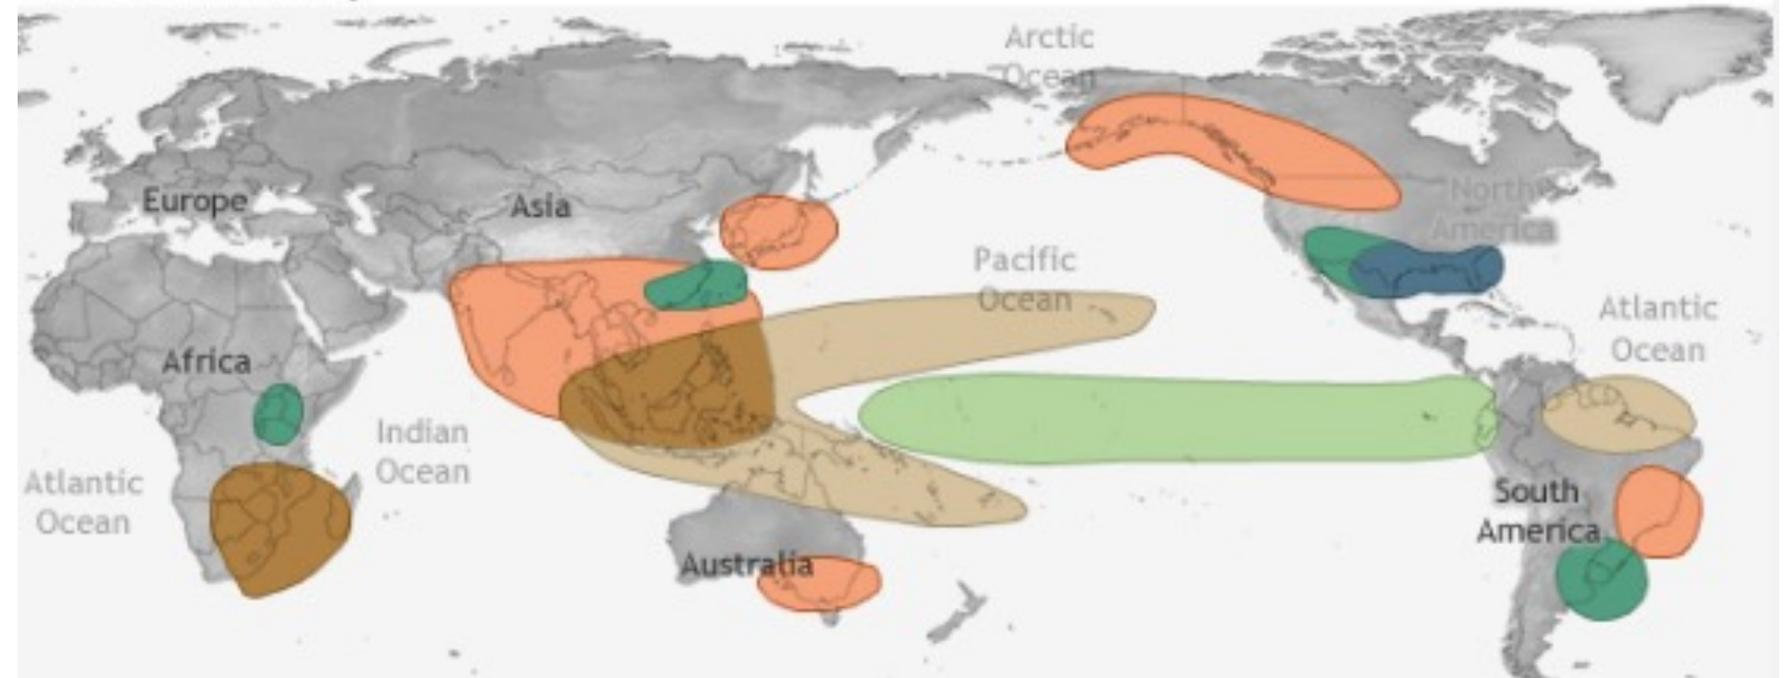 Arctic
Ocean
Europe
Asia
North
America
Pacific
Ocean
Atlantic
Ocean
Africa
Indian
Ocean
Atlantic
Ocean
South
America
Australia